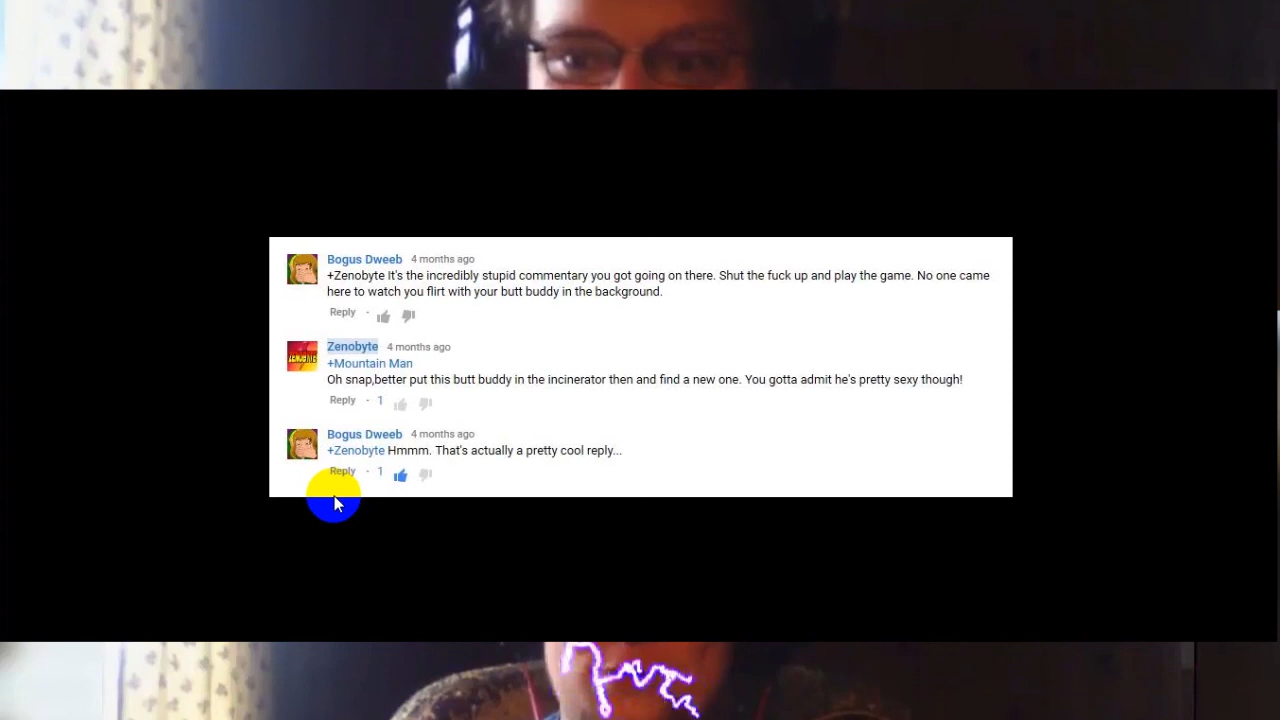 Bogus Dweeb 4 months ago
+Zenobyte It's the incredibly stupid commentary you got going on there. Shut the fuck up and play the game. No one came
here to watch you flirt with your butt buddy in the background.
Reply
Zenobyte 4 months ago
+Mountain Man
Oh snap,better put this butt buddy in the incinerator then and find a new one. You gotta admit he's pretty sexy though!
Reply · 1
Bogus Dweeb 4 months ago
+Zenobyte Hmmm. That's actually a pretty cool reply...
Reply · 1